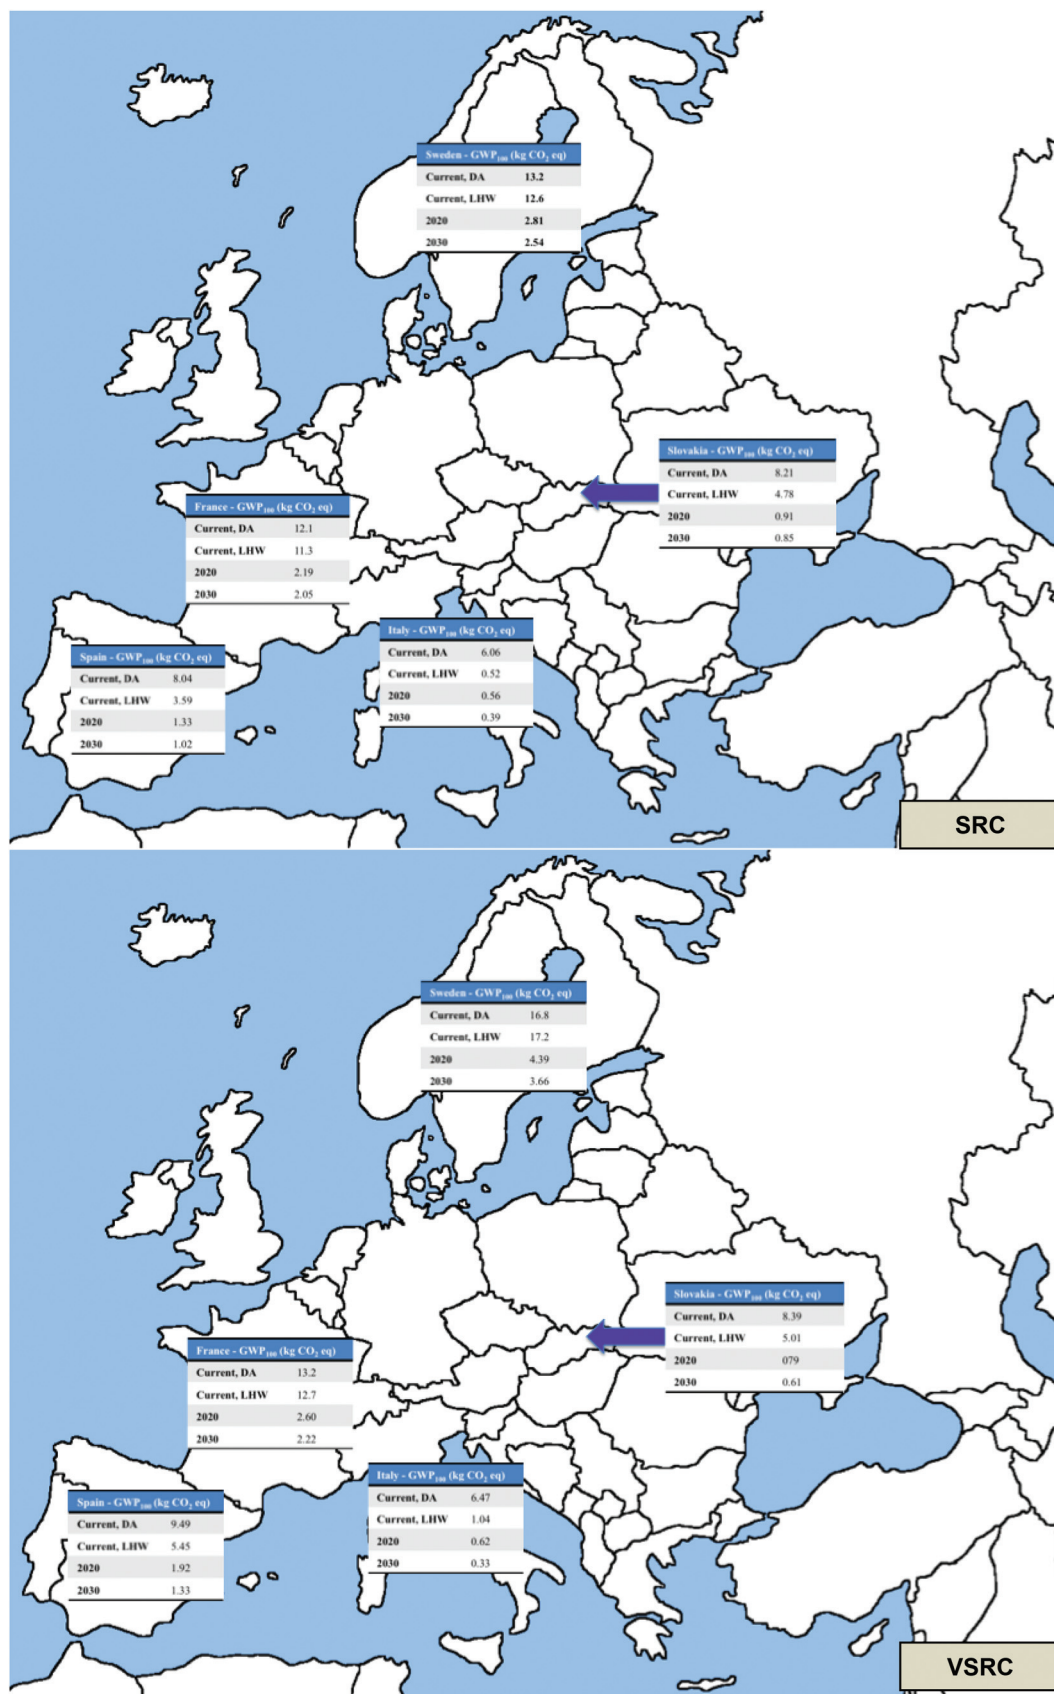 Sweden - GWP₁₀₀ (kg CO₂ eq)
Current, DA 13.2
Current, LHW 12.6
2020 2.81
2030 2.54
Slovakia - GWP₁₀₀ (kg CO₂ eq)
Current, DA 8.21
Current, LHW 4.78
2020 0.91
2030 0.85
France - GWP₁₀₀ (kg CO₂ eq)
Current, DA 12.1
Current, LHW 11.3
2020 2.19
2030 2.05
Italy - GWP₁₀₀ (kg CO₂ eq)
Current, DA 6.06
Current, LHW 0.52
2020 0.56
2030 0.39
Spain - GWP₁₀₀ (kg CO₂ eq)
Current, DA 8.04
Current, LHW 3.59
2020 1.33
2030 1.02
SRC
Sweden - GWP₁₀₀ (kg CO₂ eq)
Current, DA 16.8
Current, LHW 17.2
2020 4.39
2030 3.66
Slovakia - GWP₁₀₀ (kg CO₂ eq)
Current, DA 8.39
Current, LHW 5.01
2020 079
2030 0.61
France - GWP₁₀₀ (kg CO₂ eq)
Current, DA 13.2
Current, LHW 12.7
2020 2.60
2030 2.22
Italy - GWP₁₀₀ (kg CO₂ eq)
Current, DA 6.47
Current, LHW 1.04
2020 0.62
2030 0.33
Spain - GWP₁₀₀ (kg CO₂ eq)
Current, DA 9.49
Current, LHW 5.45
2020 1.92
2030 1.33
VSRC